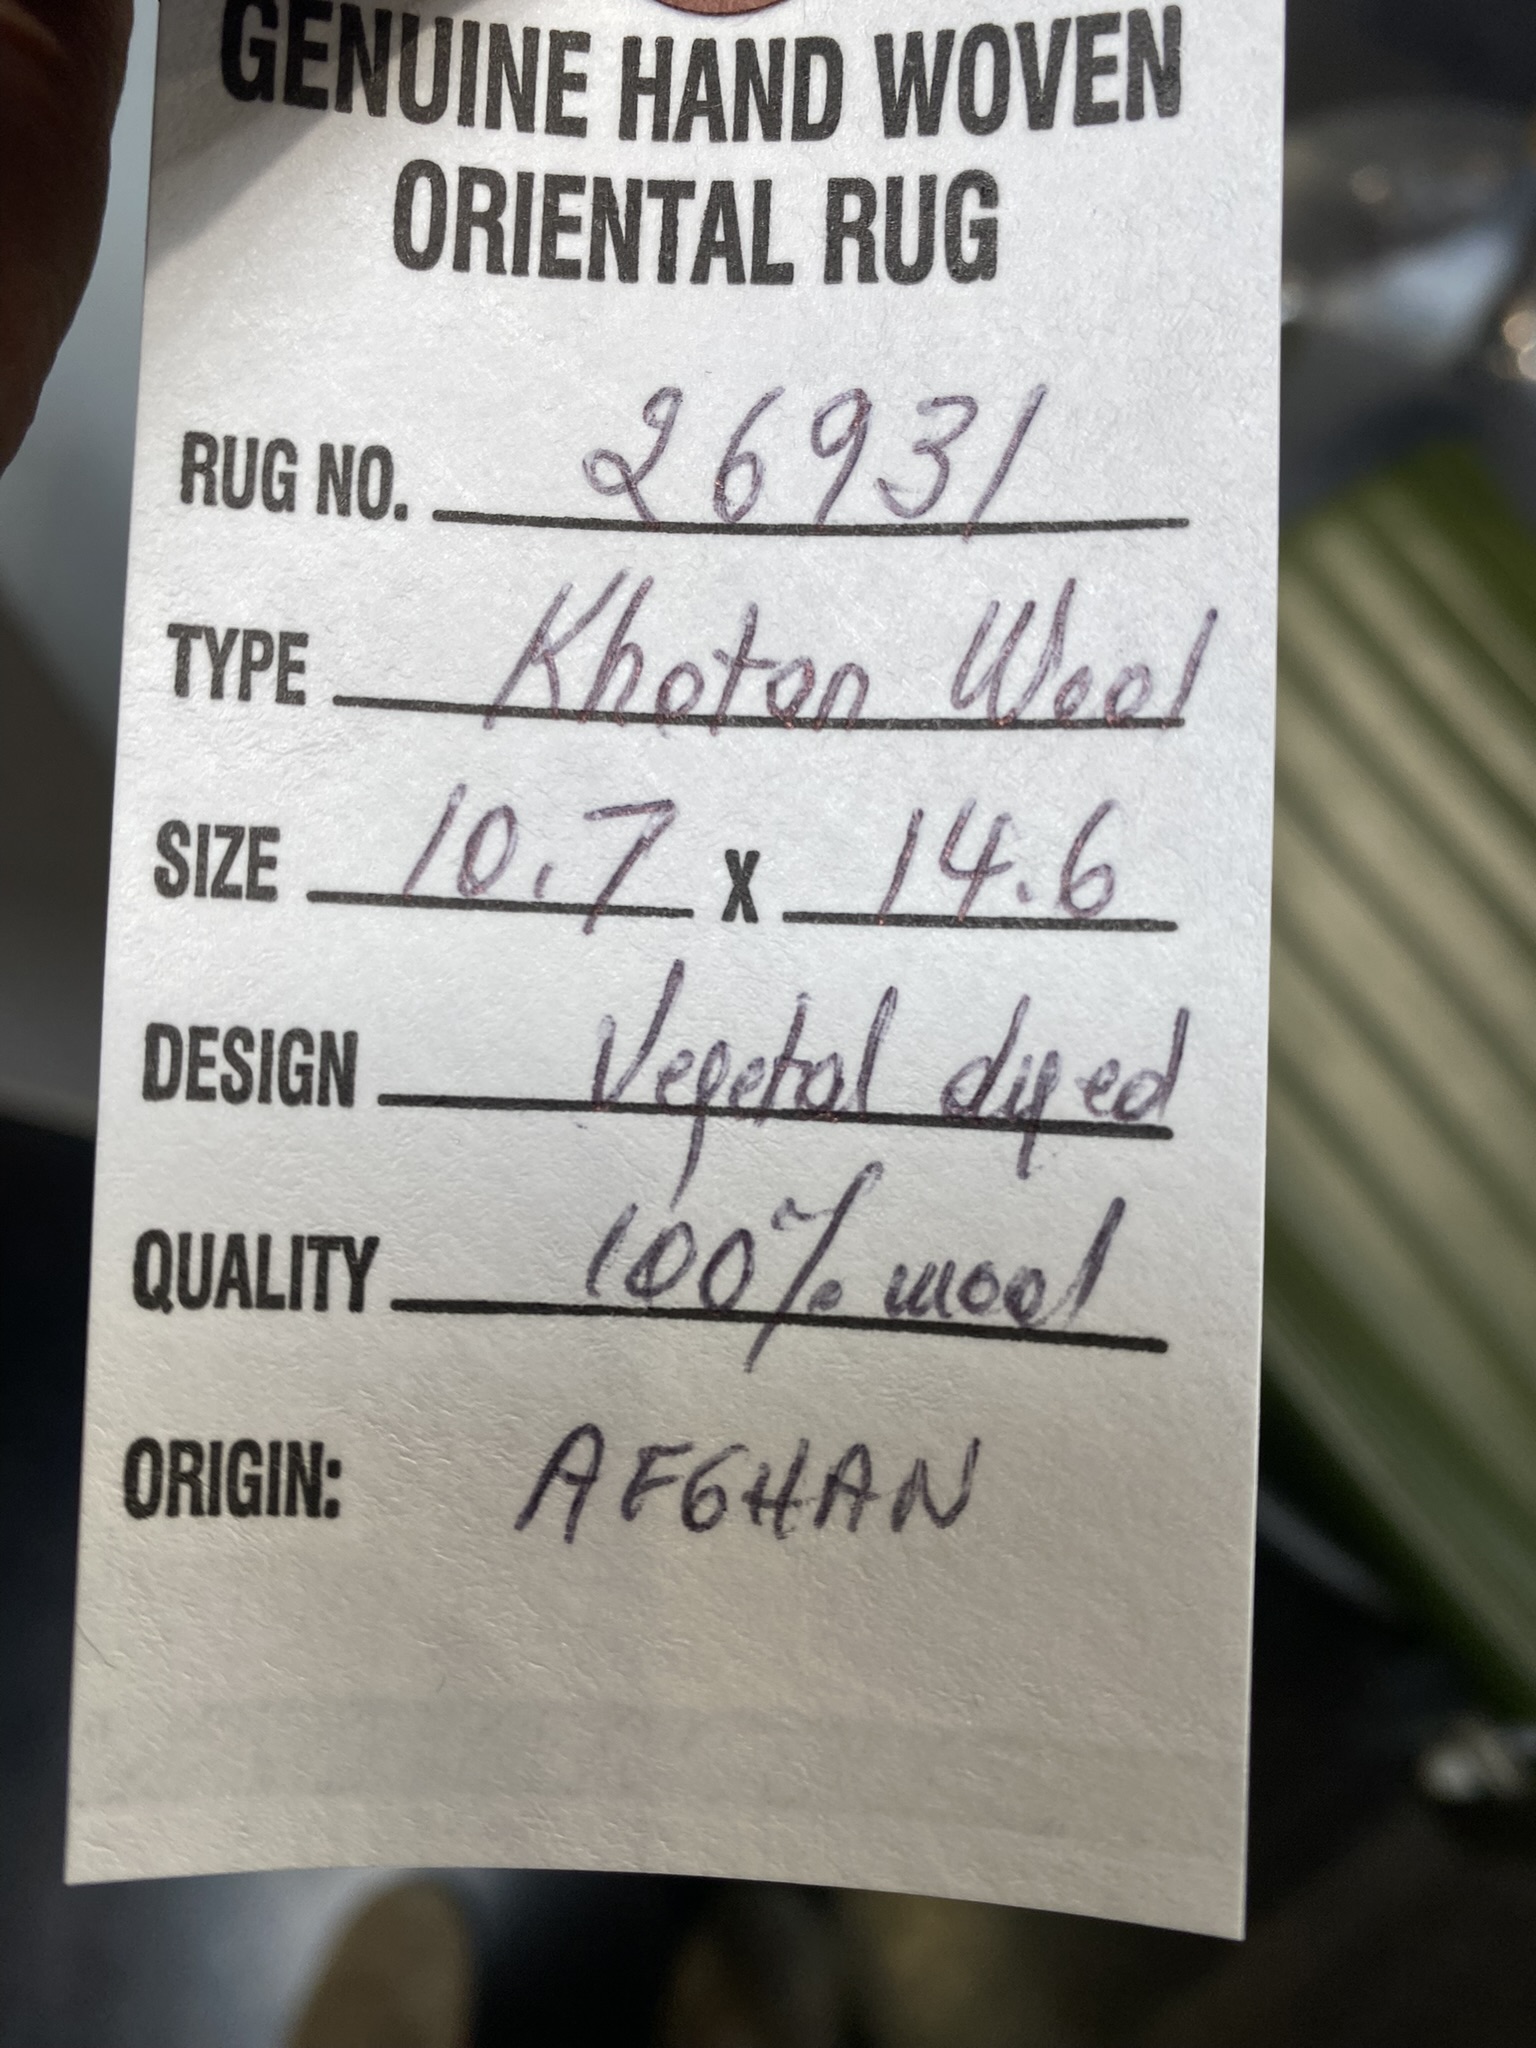 GENUINE HAND WOVEN
ORIENTAL RUG
RUG NO. 26931
TYPE Khoton Wool
SIZE 10.7 X 14.6
DESIGN Vegetal dyed
QUALITY 100% wool
ORIGIN: AFGHAN